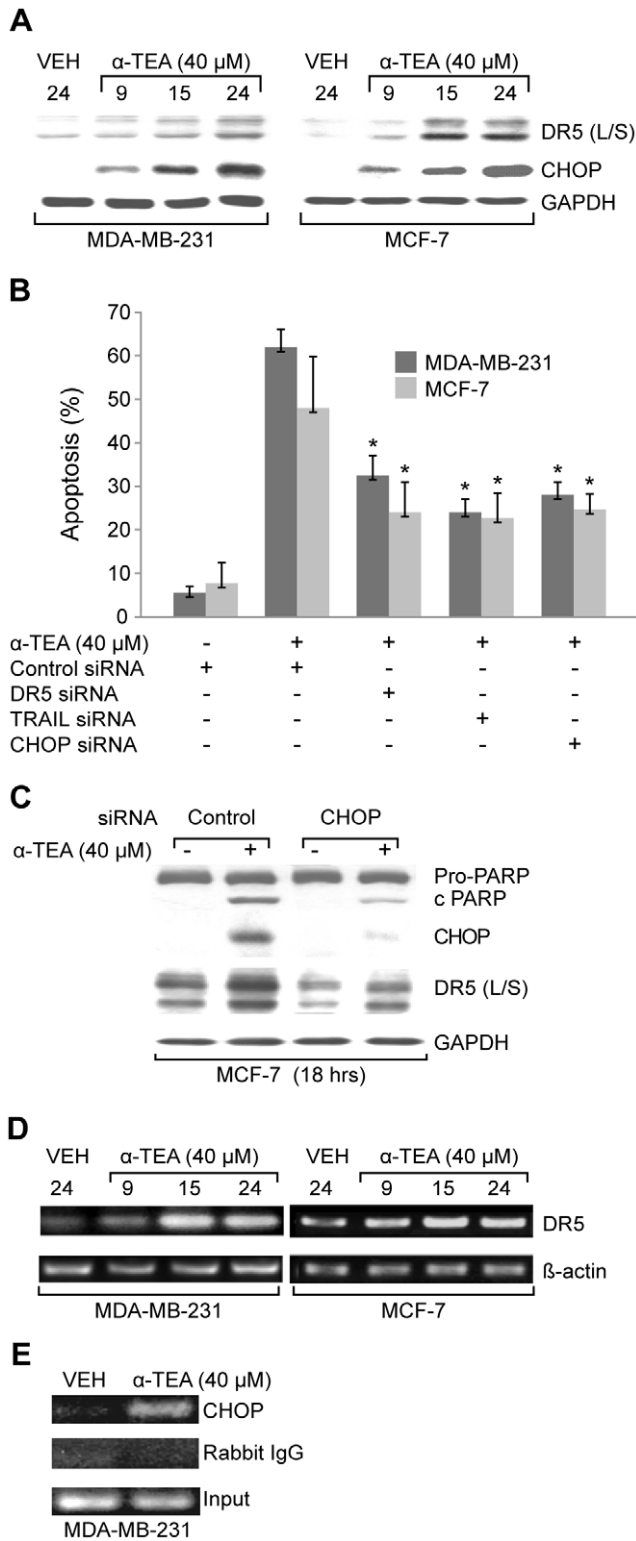 A
VEH α-TEA (40 µM) VEH α-TEA (40 µM)
24 9 15 24 24 9 15 24
DR5 (L/S)
CHOP
GAPDH
MDA-MB-231 MCF-7
B
70
60
50
40
30
20
10
0
Apoptosis (%)
MDA-MB-231
MCF-7
* * * * * *
α-TEA (40 µM) - + + + +
Control siRNA + + - - -
DR5 siRNA - - + - -
TRAIL siRNA - - - + -
CHOP siRNA - - - - +
C
siRNA Control CHOP
α-TEA (40 µM) - + - +
Pro-PARP
c PARP
CHOP
DR5 (L/S)
GAPDH
MCF-7 (18 hrs)
D
VEH α-TEA (40 µM) VEH α-TEA (40 µM)
24 9 15 24 24 9 15 24
DR5
ß-actin
MDA-MB-231 MCF-7
E
VEH α-TEA (40 µM)
CHOP
Rabbit IgG
Input
MDA-MB-231